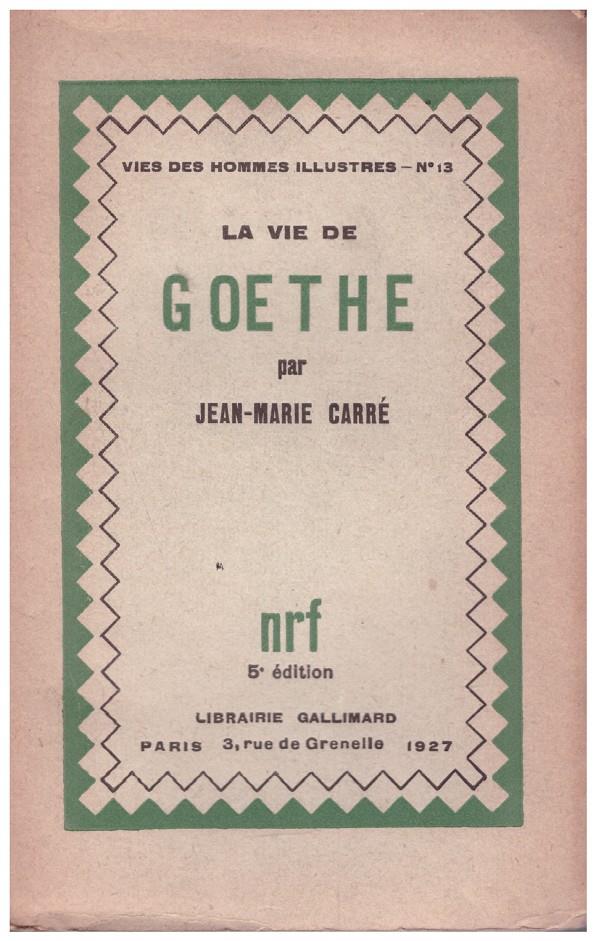 VIES DES HOMMES ILLUSTRES – Nº 13
LA VIE DE
GOETHE
par
JEAN-MARIE CARRÉ
nrf
5ᵉ édition
LIBRAIRIE GALLIMARD
PARIS 3, rue de Grenelle 1927